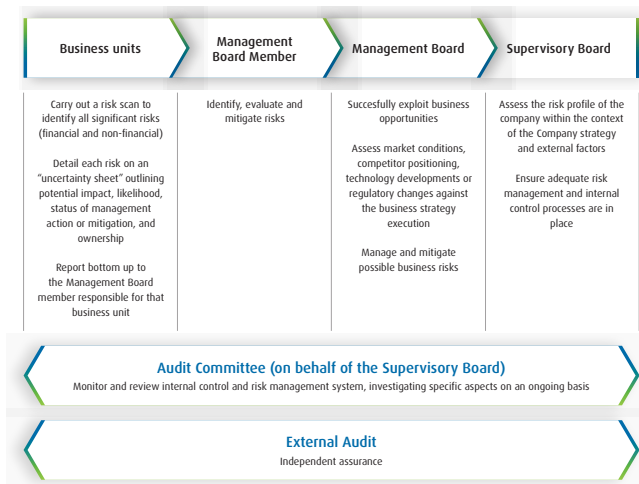 Business units
Management
Board Member
Management Board
Supervisory Board
Carry out a risk scan to
identify all significant risks
(financial and non-financial)
Detail each risk on an
“uncertainty sheet” outlining
potential impact, likelihood,
status of management
action or mitigation, and
ownership
Report bottom up to
the Management Board
member responsible for that
business unit
Identify, evaluate and
mitigate risks
Succesfully exploit business
opportunities
Assess market conditions,
competitor positioning,
technology developments or
regulatory changes against
the business strategy
execution
Manage and mitigate
possible business risks
Assess the risk profile of the
company within the context
of the Company strategy
and external factors
Ensure adequate risk
management and internal
control processes are in
place
Audit Committee (on behalf of the Supervisory Board)
Monitor and review internal control and risk management system, investigating specific aspects on an ongoing basis
External Audit
Independent assurance